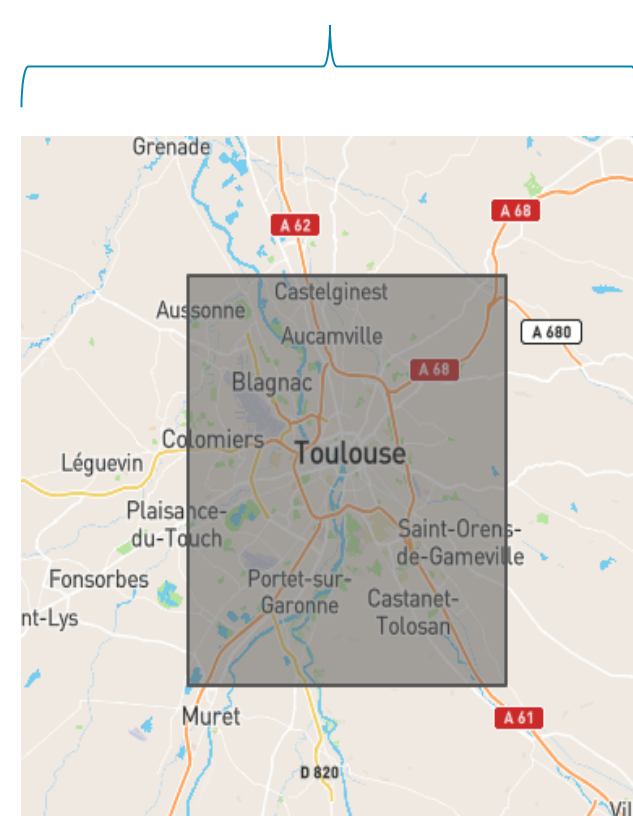 Grenade
A 68
A 62
Castelginest
Aussonne
A 680
Aucamville
A 68
Blagnac
Colomiers
Toulouse
Léguevin
Plaisance-
du-Touch
Saint-Orens-
de-Gameville
Fonsorbes
Portet-sur-
Garonne
Castanet-
Tolosan
nt-Lys
Muret
A 61
D 820
Vil